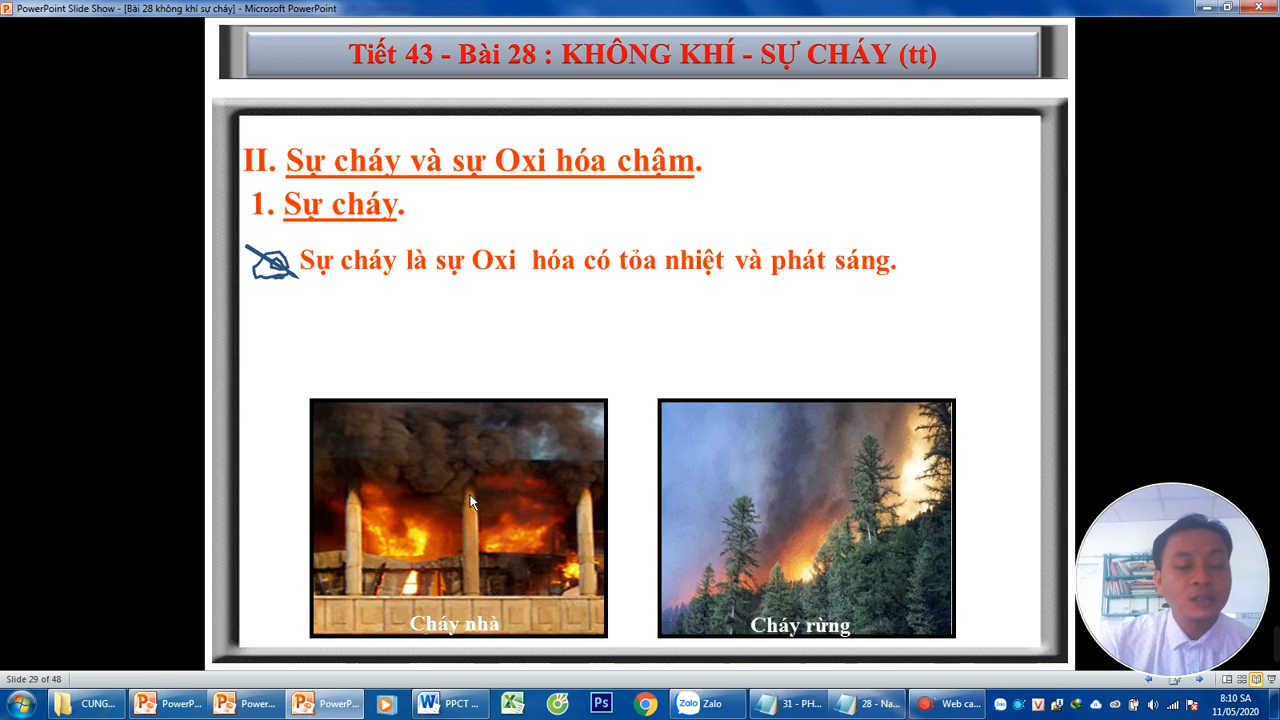 PowerPoint Slide Show - [Bài 28 không khí sự cháy] - Microsoft PowerPoint
Tiết 43 - Bài 28 : KHÔNG KHÍ - SỰ CHÁY (tt)
II. Sự cháy và sự Oxi hóa chậm.
1. Sự cháy.
Sự cháy là sự Oxi hóa có tỏa nhiệt và phát sáng.
Cháy nhà
Cháy rừng
Slide 29 of 48
CUNG...
PowerP...
Power...
PowerP...
PPCT ...
Zalo
31 - PH...
28 - Na...
Web ca...
8:10 SA
11/05/2020